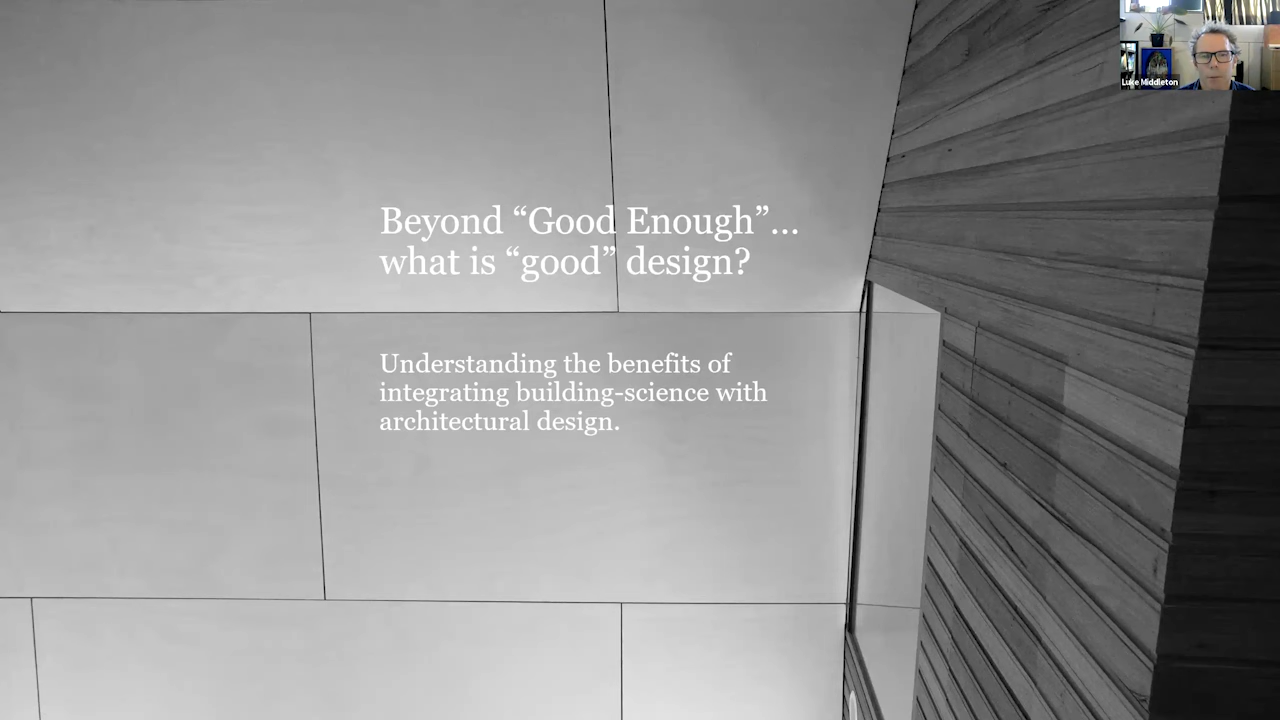 Beyond “Good Enough”...
what is “good” design?
Understanding the benefits of
integrating building-science with
architectural design.
Luke Middleton